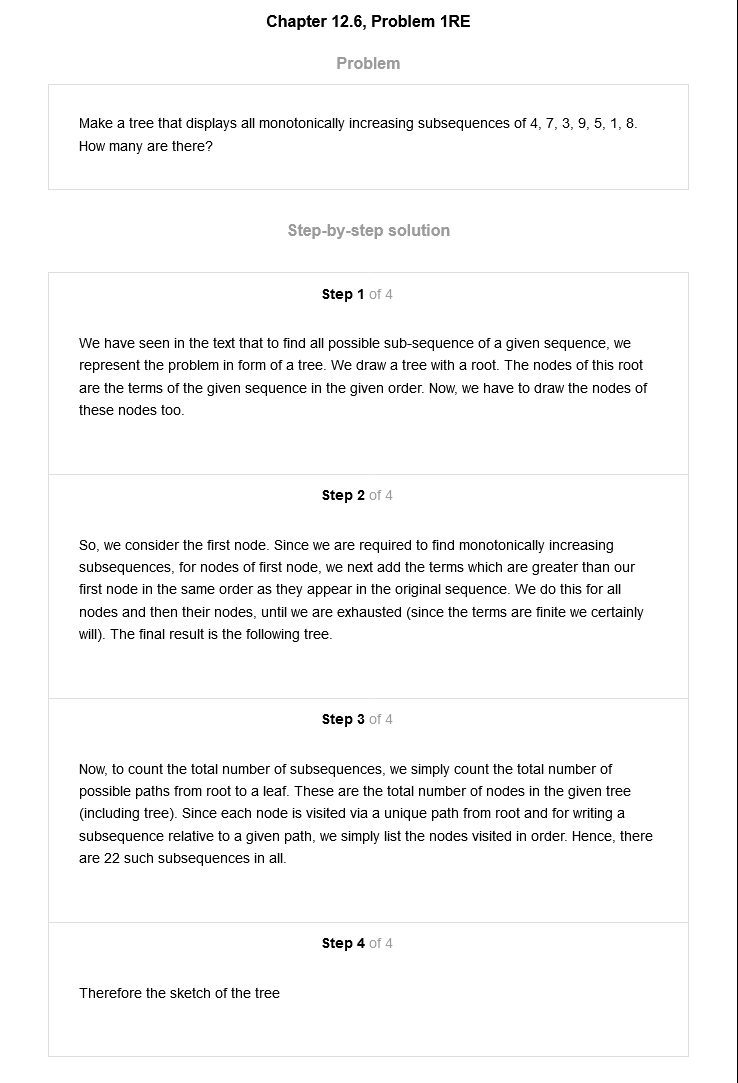 Chapter 12.6, Problem 1RE
Problem
Make a tree that displays all monotonically increasing subsequences of 4, 7, 3, 9, 5, 1, 8.
How many are there?
Step-by-step solution
Step 1 of 4
We have seen in the text that to find all possible sub-sequence of a given sequence, we
represent the problem in form of a tree. We draw a tree with a root. The nodes of this root
are the terms of the given sequence in the given order. Now, we have to draw the nodes of
these nodes too.
Step 2 of 4
So, we consider the first node. Since we are required to find monotonically increasing
subsequences, for nodes of first node, we next add the terms which are greater than our
first node in the same order as they appear in the original sequence. We do this for all
nodes and then their nodes, until we are exhausted (since the terms are finite we certainly
will). The final result is the following tree.
Step 3 of 4
Now, to count the total number of subsequences, we simply count the total number of
possible paths from root to a leaf. These are the total number of nodes in the given tree
(including tree). Since each node is visited via a unique path from root and for writing a
subsequence relative to a given path, we simply list the nodes visited in order. Hence, there
are 22 such subsequences in all.
Step 4 of 4
Therefore the sketch of the tree